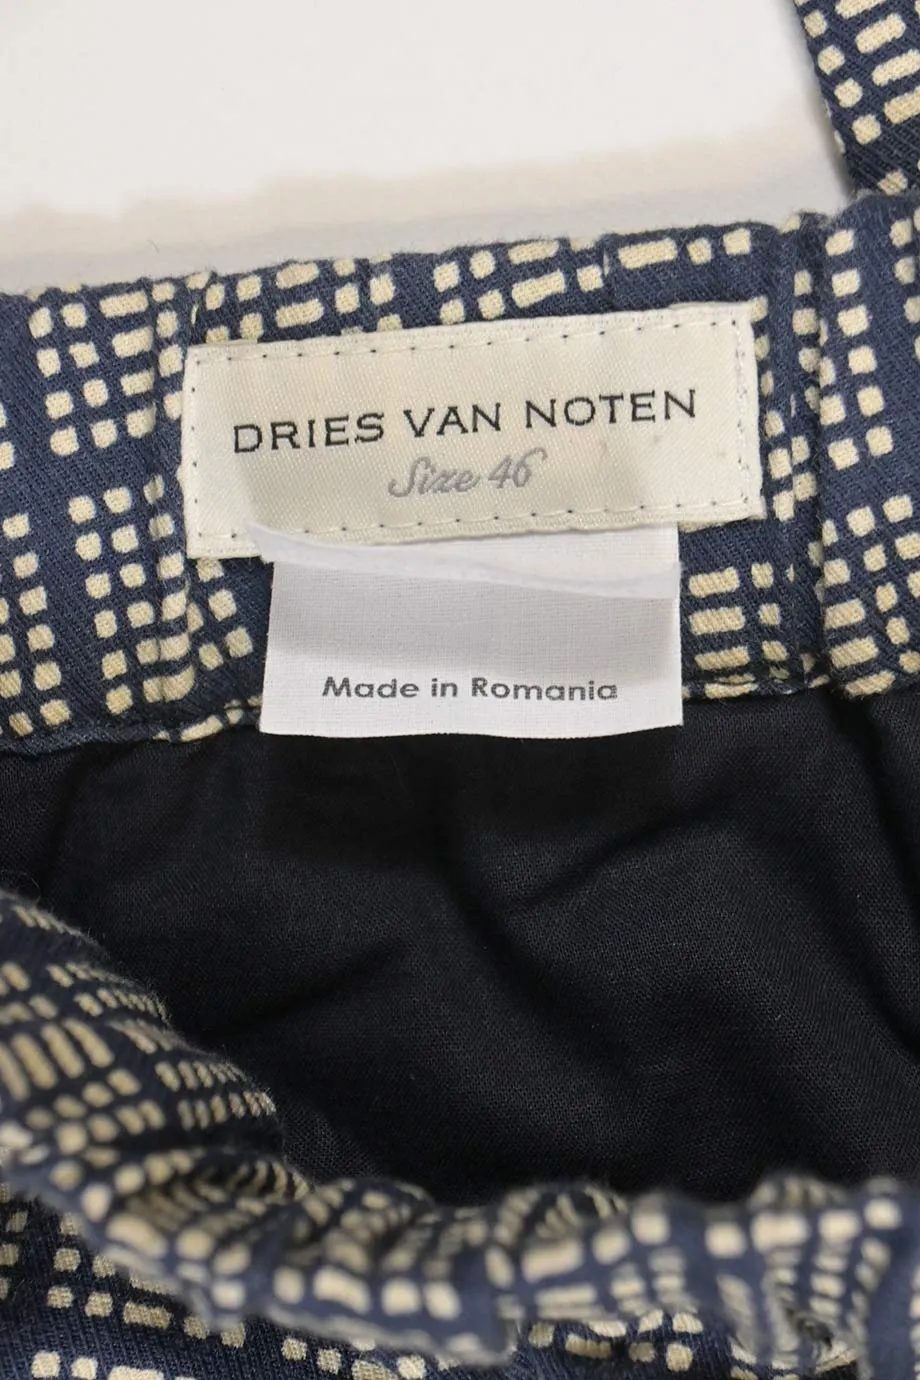 DRIES VAN NOTEN
Size 46
Made in Romania